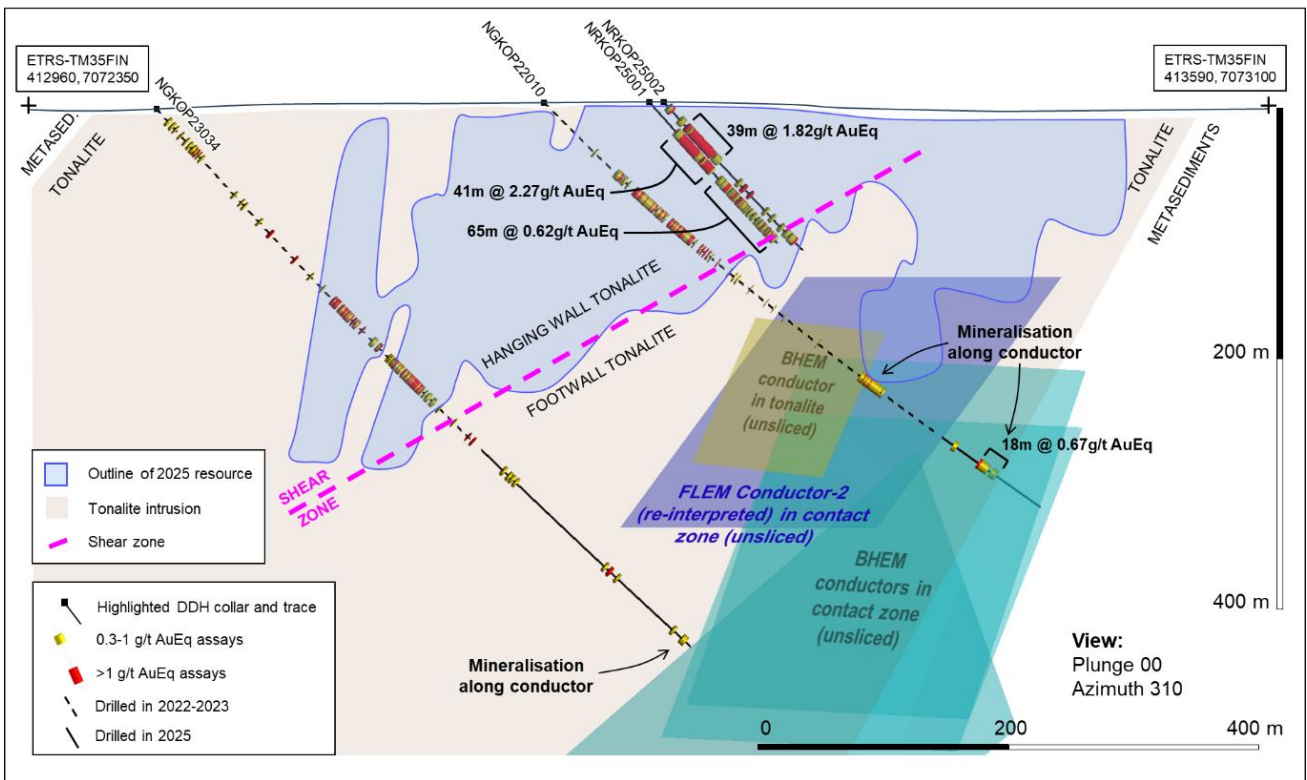 ETRS-TM35FIN
412960, 7072350
NGKOP23034
NGKOP22010
NRKOP25001
NRKOP25002
ETRS-TM35FIN
413590, 7073100
METASED.
TONALITE
39m @ 1.82g/t AuEq
41m @ 2.27g/t AuEq
65m @ 0.62g/t AuEq
TONALITE
METASEDIMENTS
HANGING WALL TONALITE
FOOTWALL TONALITE
SHEAR
ZONE
Mineralisation
along conductor
200 m
BHEM
conductor
in tonalite
(unsliced)
18m @ 0.67g/t AuEq
FLEM Conductor-2
(re-interpreted) in contact
zone (unsliced)
BHEM
conductors in
contact zone
(unsliced)
400 m
Mineralisation
along conductor
View:
Plunge 00
Azimuth 310
0
200
400 m
Outline of 2025 resource
Tonalite intrusion
Shear zone
Highlighted DDH collar and trace
0.3-1 g/t AuEq assays
>1 g/t AuEq assays
Drilled in 2022-2023
Drilled in 2025